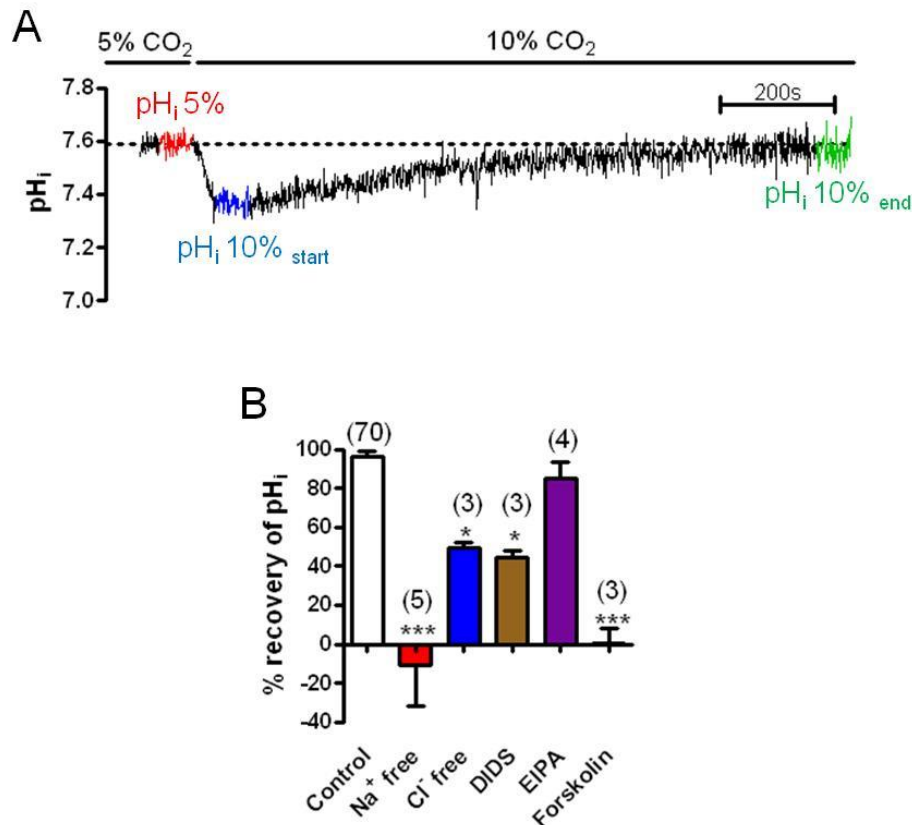 A
5% CO₂ 10% CO₂
7.8
7.6
7.4
7.2
7.0
pHᵢ
pHᵢ 5%
200s
pHᵢ 10% start
pHᵢ 10% end
B
% recovery of pHᵢ
100
80
60
40
20
0
-20
-40
(70)
(5)
***
(3)
*
(3)
*
(4)
(3)
***
Control
Na⁺ free
Cl⁻ free
DIDS
EIPA
Forskolin